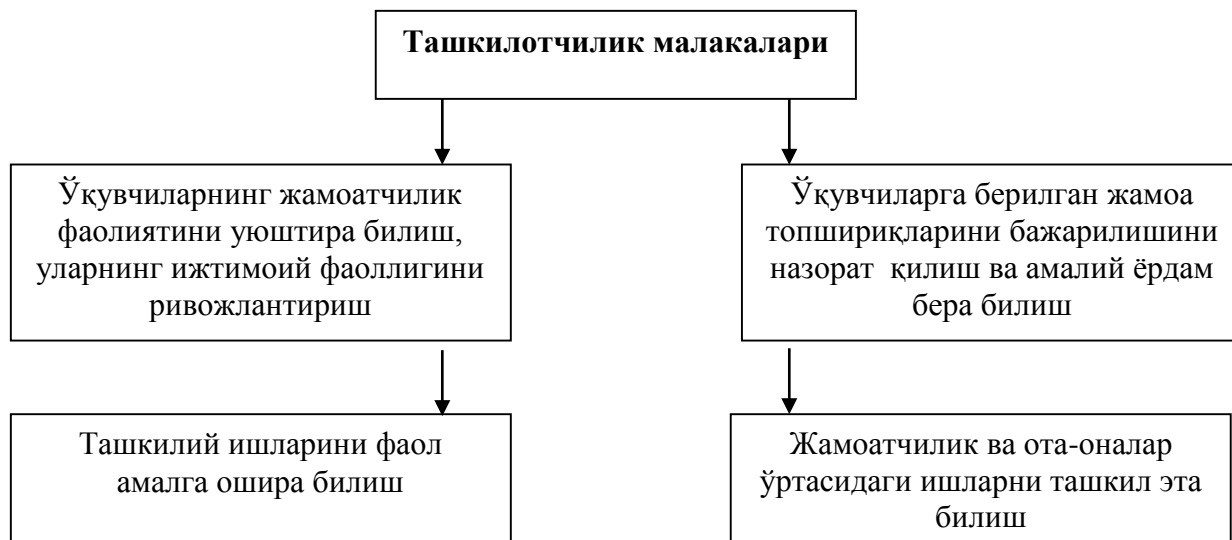 Ташкилотчилик малакалари
Ўқувчиларнинг жамоатчилик
фаолиятини уюштира билиш,
уларнинг ижтимоий фаоллигини
ривожлантириш
Ўқувчиларга берилган жамоа
топшириқларини бажарилишини
назорат қилиш ва амалий ёрдам
бера билиш
Ташкилий ишларини фаол
амалга ошира билиш
Жамоатчилик ва ота-оналар
ўртасидаги ишларни ташкил эта
билиш